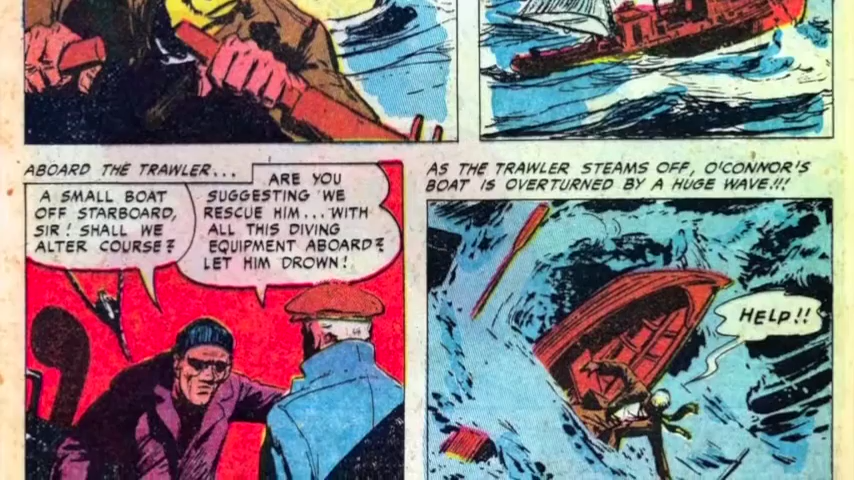 ABOARD THE TRAWLER...
A SMALL BOAT
OFF STARBOARD,
SIR! SHALL WE
ALTER COURSE?
ARE YOU
SUGGESTING WE
RESCUE HIM... WITH
ALL THIS DIVING
EQUIPMENT ABOARD?
LET HIM DROWN!
AS THE TRAWLER STEAMS OFF, O'CONNOR'S
BOAT IS OVERTURNED BY A HUGE WAVE!!!
HELP!!